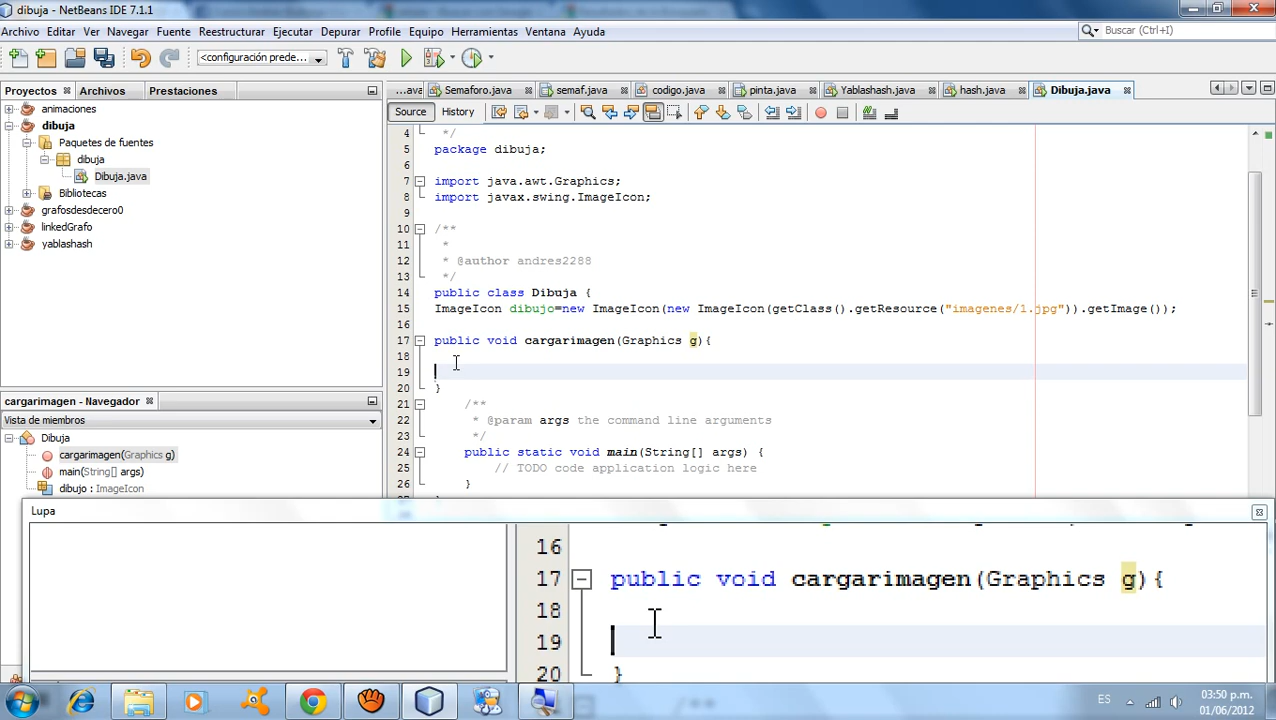 dibuja - NetBeans IDE 7.1.1
Archivo Editar Ver Navegar Fuente Reestructurar Ejecutar Depurar Profile Equipo Herramientas Ventana Ayuda
Buscar (Ctrl+I)
<configuración prede...
Proyectos
Archivos
Prestaciones
...ava
Semaforo.java
semaf.java
codigo.java
pinta.java
Yablashash.java
hash.java
Dibuja.java
Source
History
animaciones
dibuja
Paquetes de fuentes
dibuja
Dibuja.java
Bibliotecas
grafosdesdecero0
linkedGrafo
yablashash
4 */
5 package dibuja;
6
7 import java.awt.Graphics;
8 import javax.swing.ImageIcon;
9
10 /**
11 *
12 * @author andres2288
13 */
14 public class Dibuja {
15 ImageIcon dibujo=new ImageIcon(new ImageIcon(getClass().getResource("imagenes/1.jpg")).getImage());
16
17 public void cargarimagen(Graphics g){
18
19
20 }
21 /**
22 * @param args the command line arguments
23 */
24 public static void main(String[] args) {
25 // TODO code application logic here
26 }
cargarimagen - Navegador
Vista de miembros
Dibuja
cargarimagen(Graphics g)
main(String[] args)
dibujo : ImageIcon
Lupa
16
17 public void cargarimagen(Graphics g){
18
19
20 }
ES
03:50 p.m.
01/06/2012